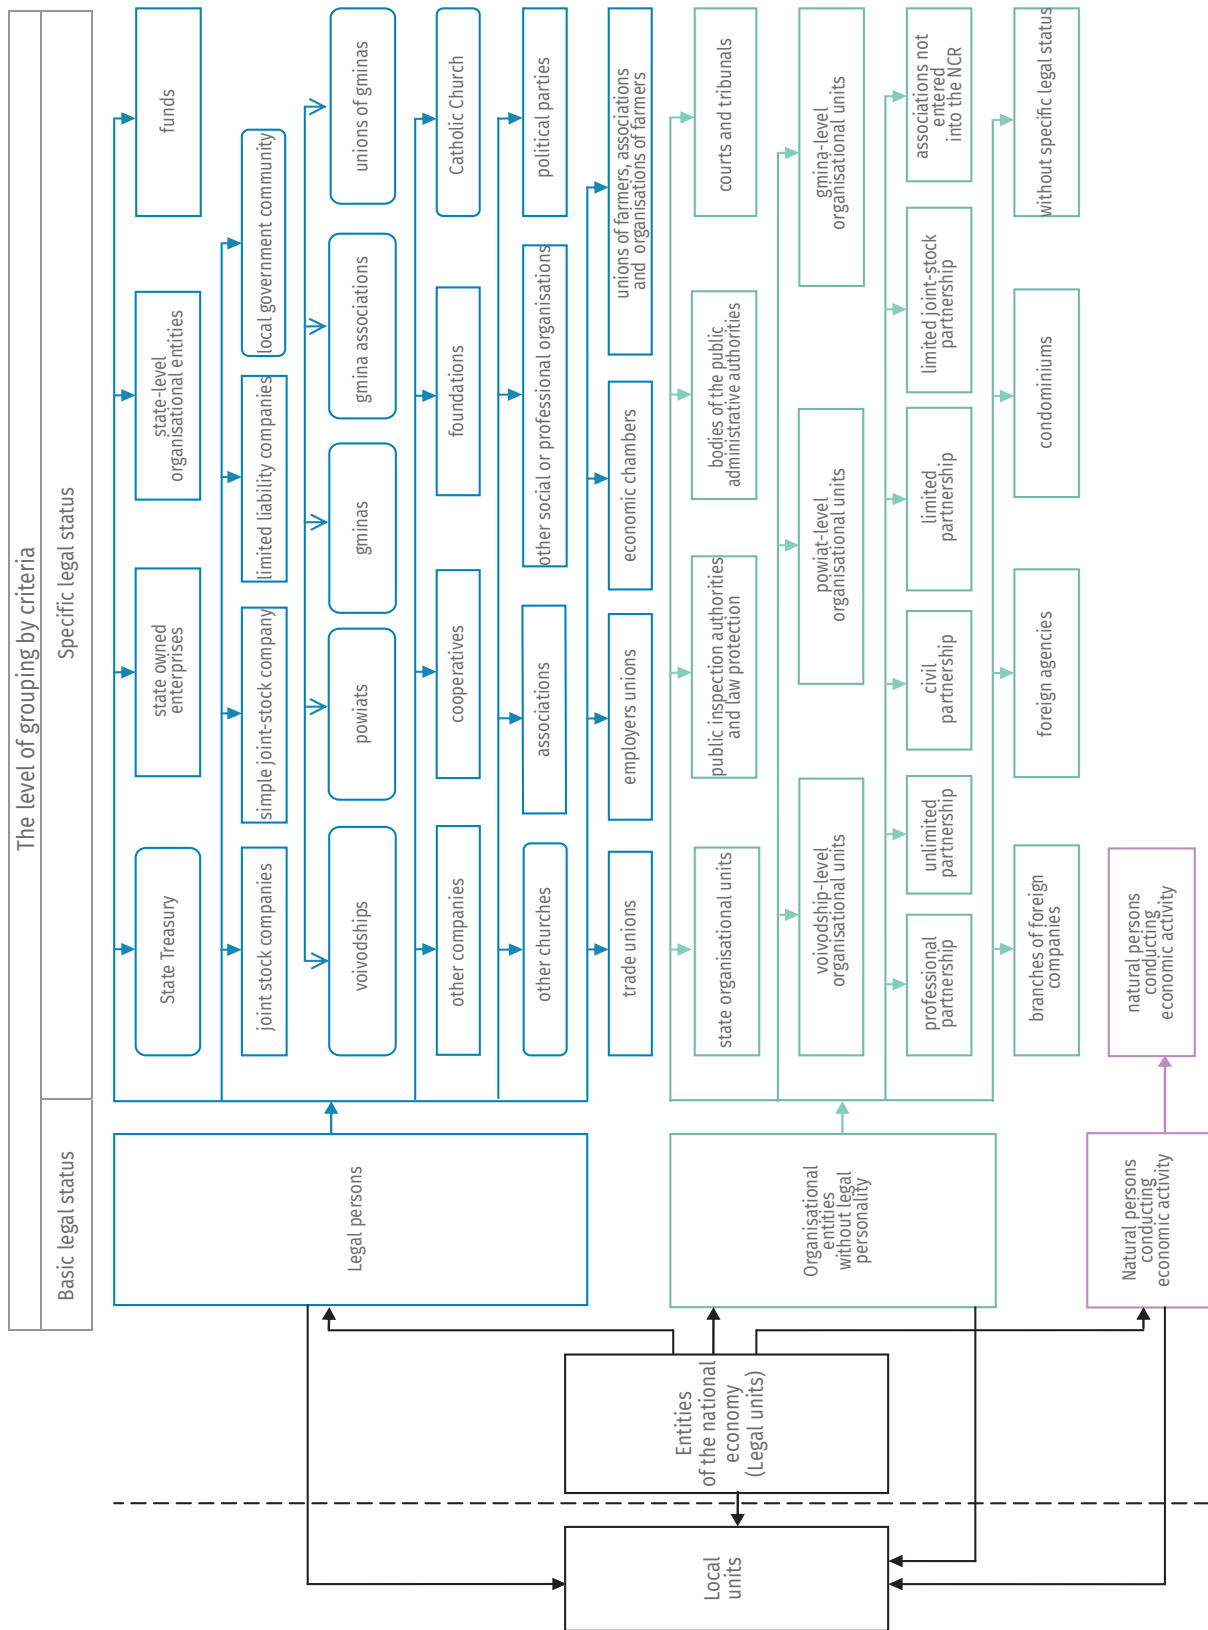 The level of grouping by criteria
Basic legal status
Specific legal status
Legal persons
State Treasury
state owned
enterprises
state-level
organisational entities
funds
joint stock companies
simple joint-stock company
limited liability companies
local government community
voivodships
powiats
gminas
gmina associations
unions of gminas
other companies
cooperatives
foundations
Catholic Church
other churches
associations
other social or professional organisations
political parties
trade unions
employers unions
economic chambers
unions of farmers, associations
and organisations of farmers
Entities
of the national
economy
(Legal units)
Local
units
Organisational
entities
without legal
personality
state organisational units
public inspection authorities
and law protection
bodies of the public
administrative authorities
courts and tribunals
voivodship-level
organisational units
powiat-level
organisational units
gmina-level
organisational units
professional
partnership
unlimited
partnership
civil
partnership
limited
partnership
limited joint-stock
partnership
associations not
entered
into the NCR
branches of foreign
companies
foreign agencies
condominiums
without specific legal status
Natural persons
conducting
economic activity
natural persons
conducting
economic activity